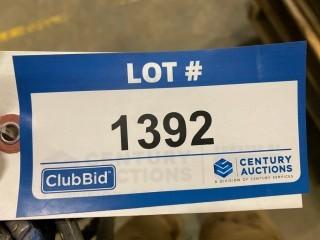 LOT #
1392
ClubBid
CENTURY
AUCTIONS
A DIVISION OF CENTURY SERVICES